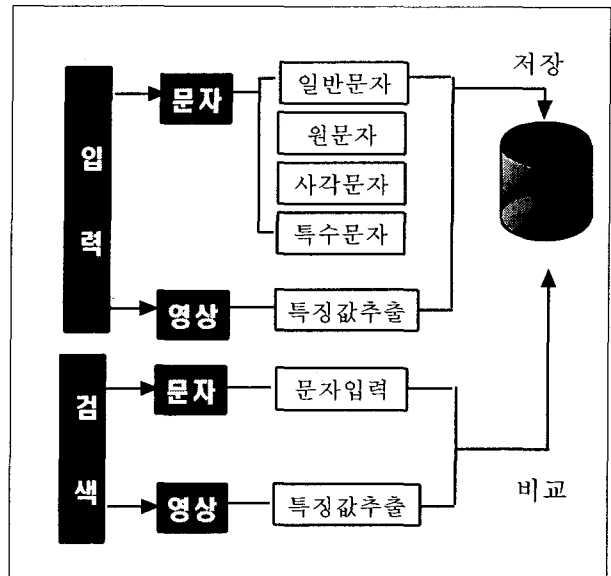 입력
문자
일반문자
원문자
사각문자
특수문자
영상
특징값추출
저장
검색
문자
문자입력
영상
특징값추출
비교